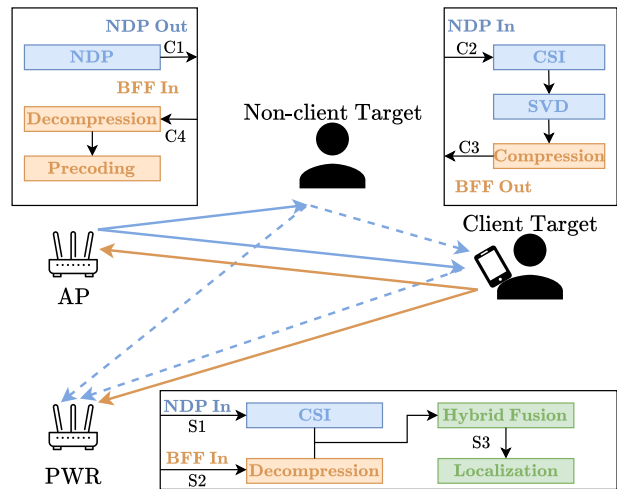 NDP Out
NDP
C1
BFF In
Decompression
C4
Precoding
NDP In
C2
CSI
SVD
C3
Compression
BFF Out
Non-client Target
Client Target
AP
PWR
NDP In
S1
CSI
BFF In
S2
Decompression
Hybrid Fusion
S3
Localization